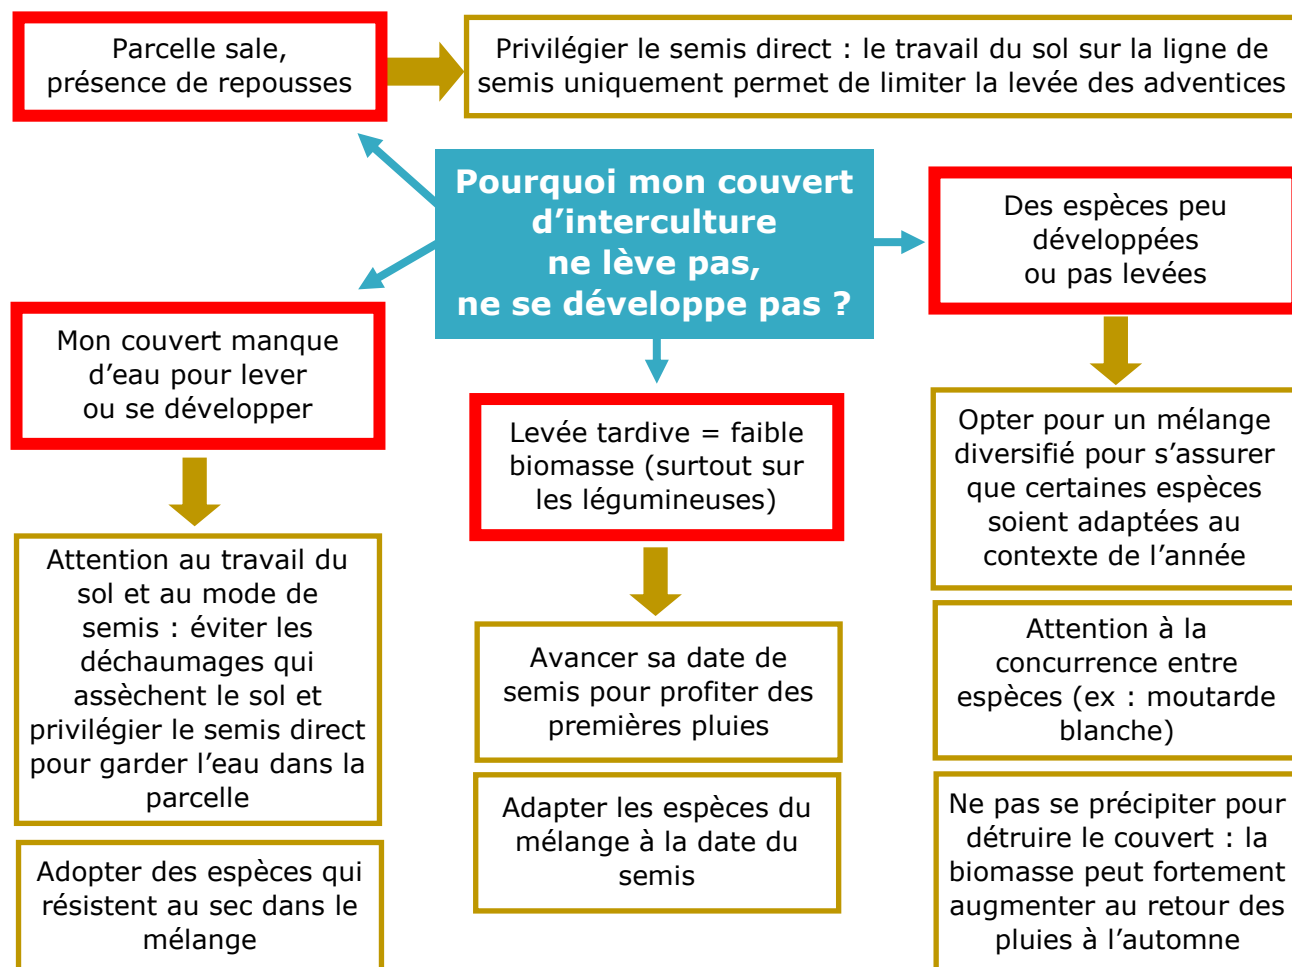 Parcelle sale,
présence de repousses
Privilégier le semis direct : le travail du sol sur la ligne de
semis uniquement permet de limiter la levée des adventices
Pourquoi mon couvert
d’interculture
ne lève pas,
ne se développe pas ?
Des espèces peu
développées
ou pas levées
Mon couvert manque
d’eau pour lever
ou se développer
Levée tardive = faible
biomasse (surtout sur
les légumineuses)
Opter pour un mélange
diversifié pour s’assurer
que certaines espèces
soient adaptées au
contexte de l’année
Attention au travail du
sol et au mode de
semis : éviter les
déchaumages qui
assèchent le sol et
privilégier le semis direct
pour garder l’eau dans la
parcelle
Avancer sa date de
semis pour profiter des
premières pluies
Attention à la
concurrence entre
espèces (ex : moutarde
blanche)
Adapter les espèces du
mélange à la date du
semis
Ne pas se précipiter pour
détruire le couvert : la
biomasse peut fortement
augmenter au retour des
pluies à l’automne
Adopter des espèces qui
résistent au sec dans le
mélange